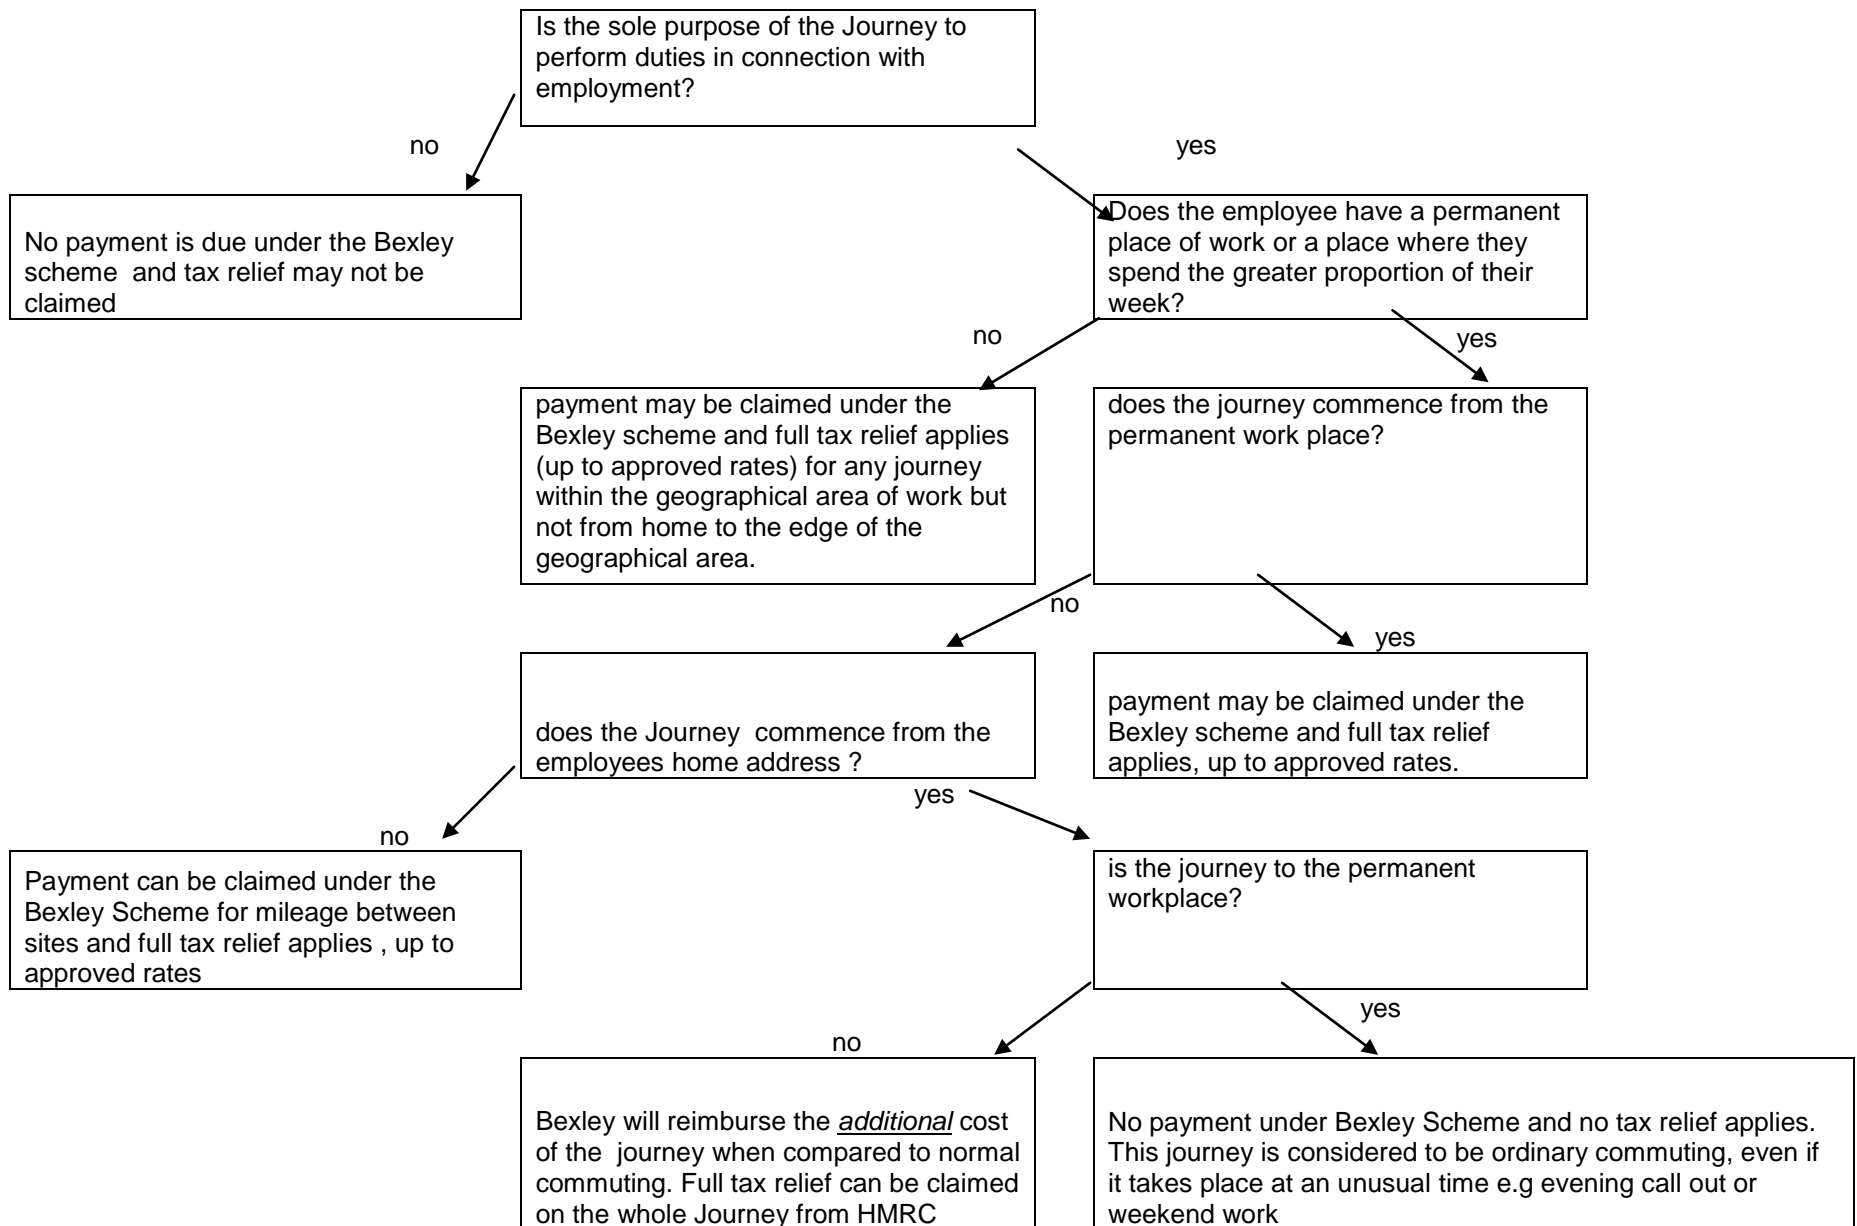 Is the sole purpose of the Journey to
perform duties in connection with
employment?
no
yes
No payment is due under the Bexley
scheme  and tax relief may not be
claimed
Does the employee have a permanent
place of work or a place where they
spend the greater proportion of their
week?
no
yes
payment may be claimed under the
Bexley scheme and full tax relief applies
(up to approved rates) for any journey
within the geographical area of work but
not from home to the edge of the
geographical area.
does the journey commence from the
permanent work place?
no
yes
does the Journey  commence from the
employees home address ?
payment may be claimed under the
Bexley scheme and full tax relief
applies, up to approved rates.
yes
no
Payment can be claimed under the
Bexley Scheme for mileage between
sites and full tax relief applies , up to
approved rates
is the journey to the permanent
workplace?
yes
no
Bexley will reimburse the additional cost
of the  journey when compared to normal
commuting. Full tax relief can be claimed
on the whole Journey from HMRC
No payment under Bexley Scheme and no tax relief applies.
This journey is considered to be ordinary commuting, even if
it takes place at an unusual time e.g evening call out or
weekend work